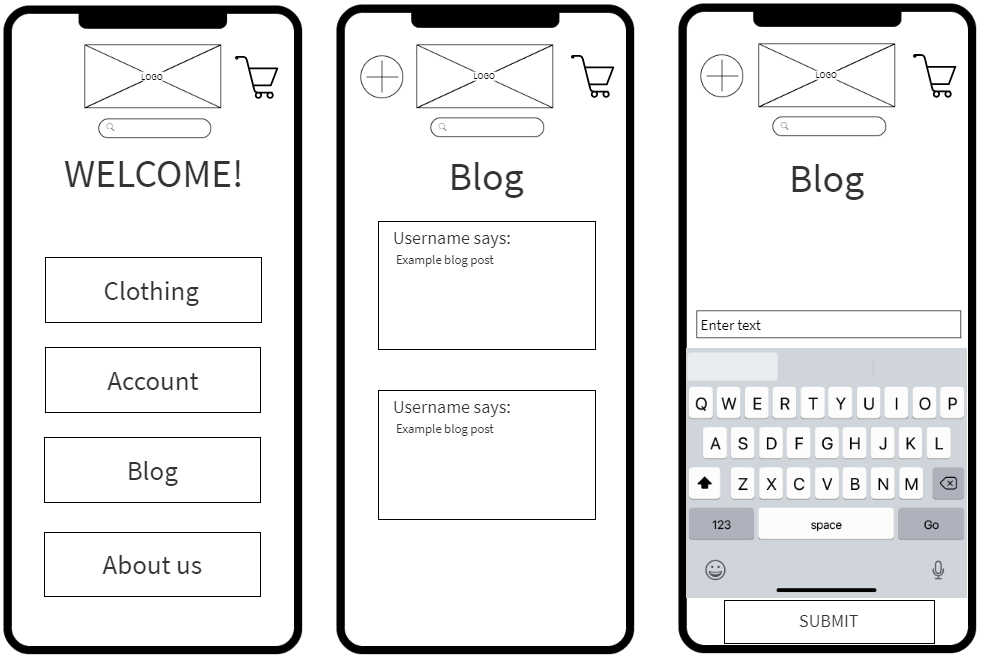 LOGO
WELCOME!
Clothing
Account
Blog
About us
LOGO
Blog
Username says:
Example blog post
Username says:
Example blog post
LOGO
Blog
Enter text
Q W E R T Y U I O P
A S D F G H J K L
Z X C V B N M
123 space Go
SUBMIT